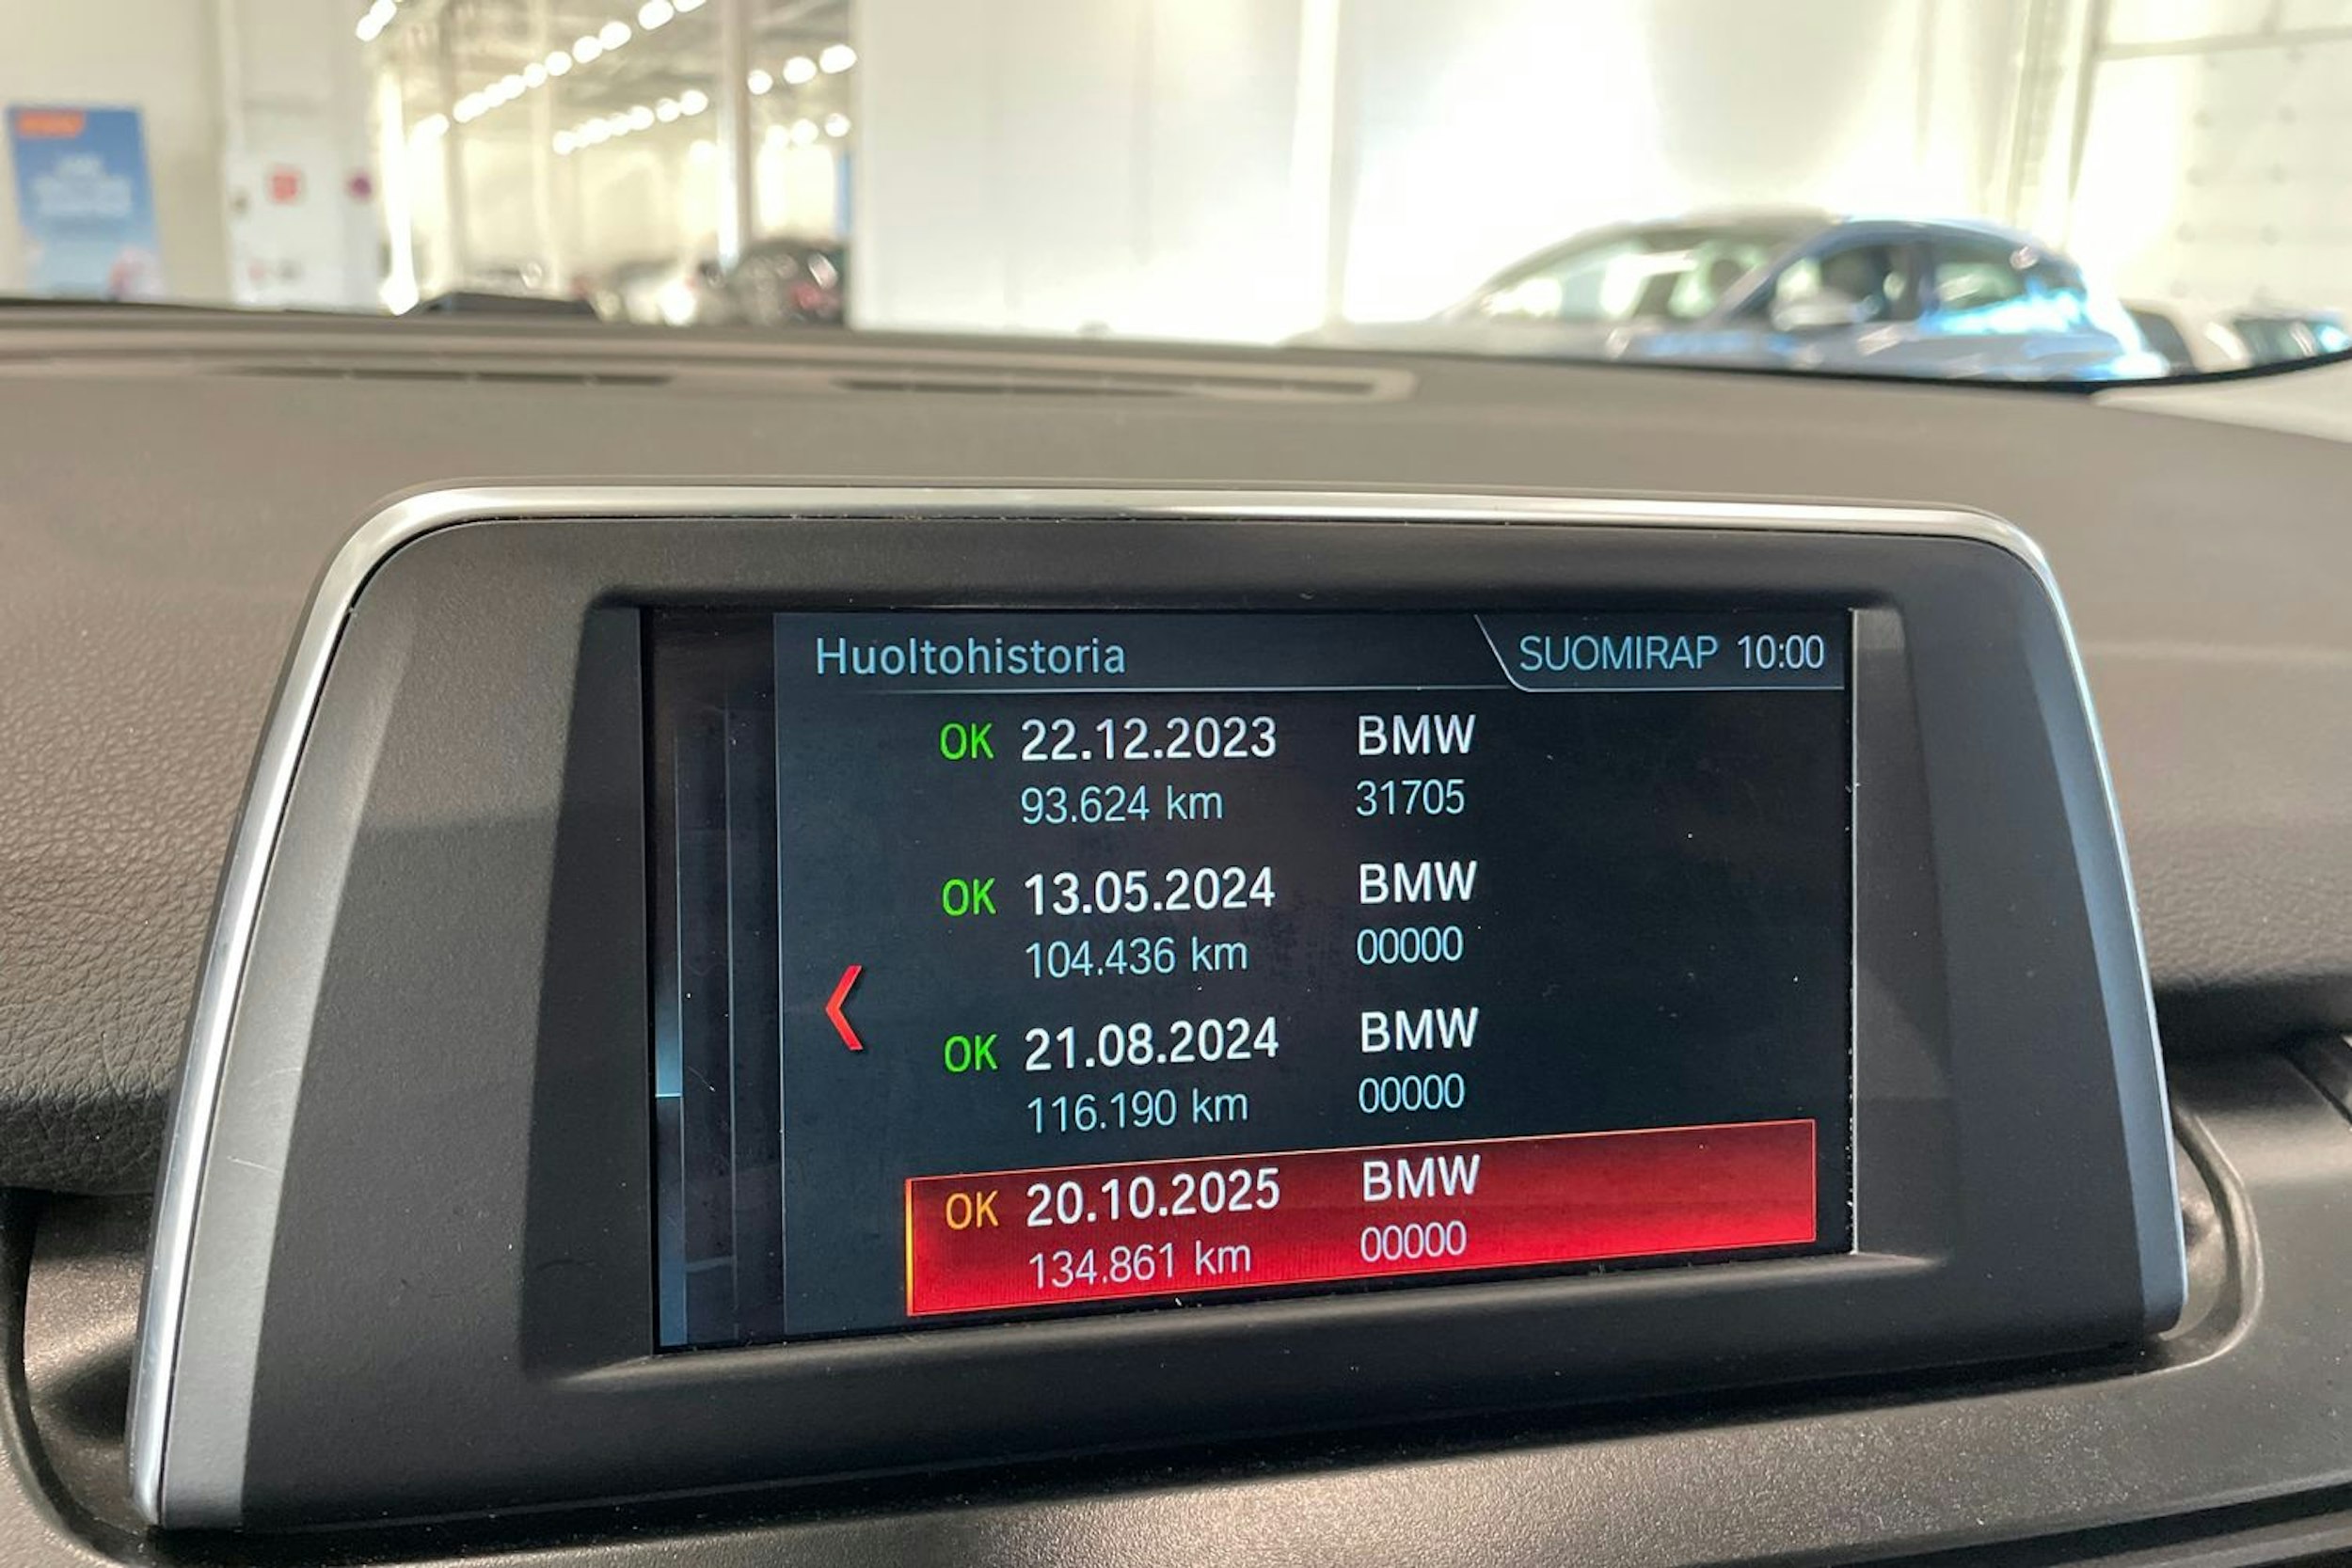 Huoltohistoria
SUOMIRAP 10:00
OK 22.12.2023 BMW
93.624 km 31705
OK 13.05.2024 BMW
104.436 km 00000
OK 21.08.2024 BMW
116.190 km 00000
OK 20.10.2025 BMW
134.861 km 00000